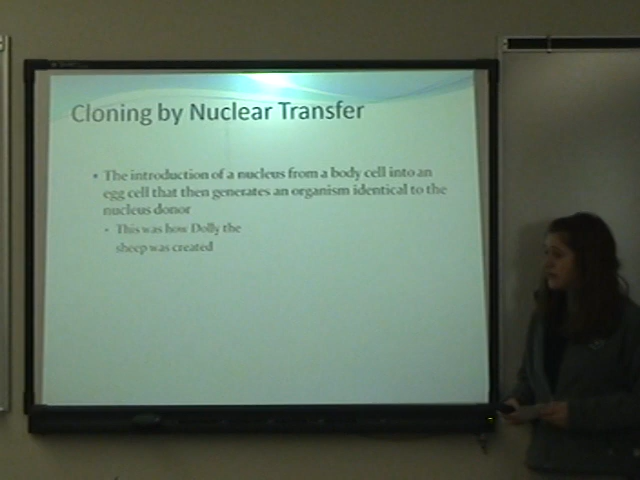 Cloning by Nuclear Transfer
• The introduction of a nucleus from a body cell into an
egg cell that then generates an organism identical to the
nucleus donor
• This was how Dolly the
sheep was created